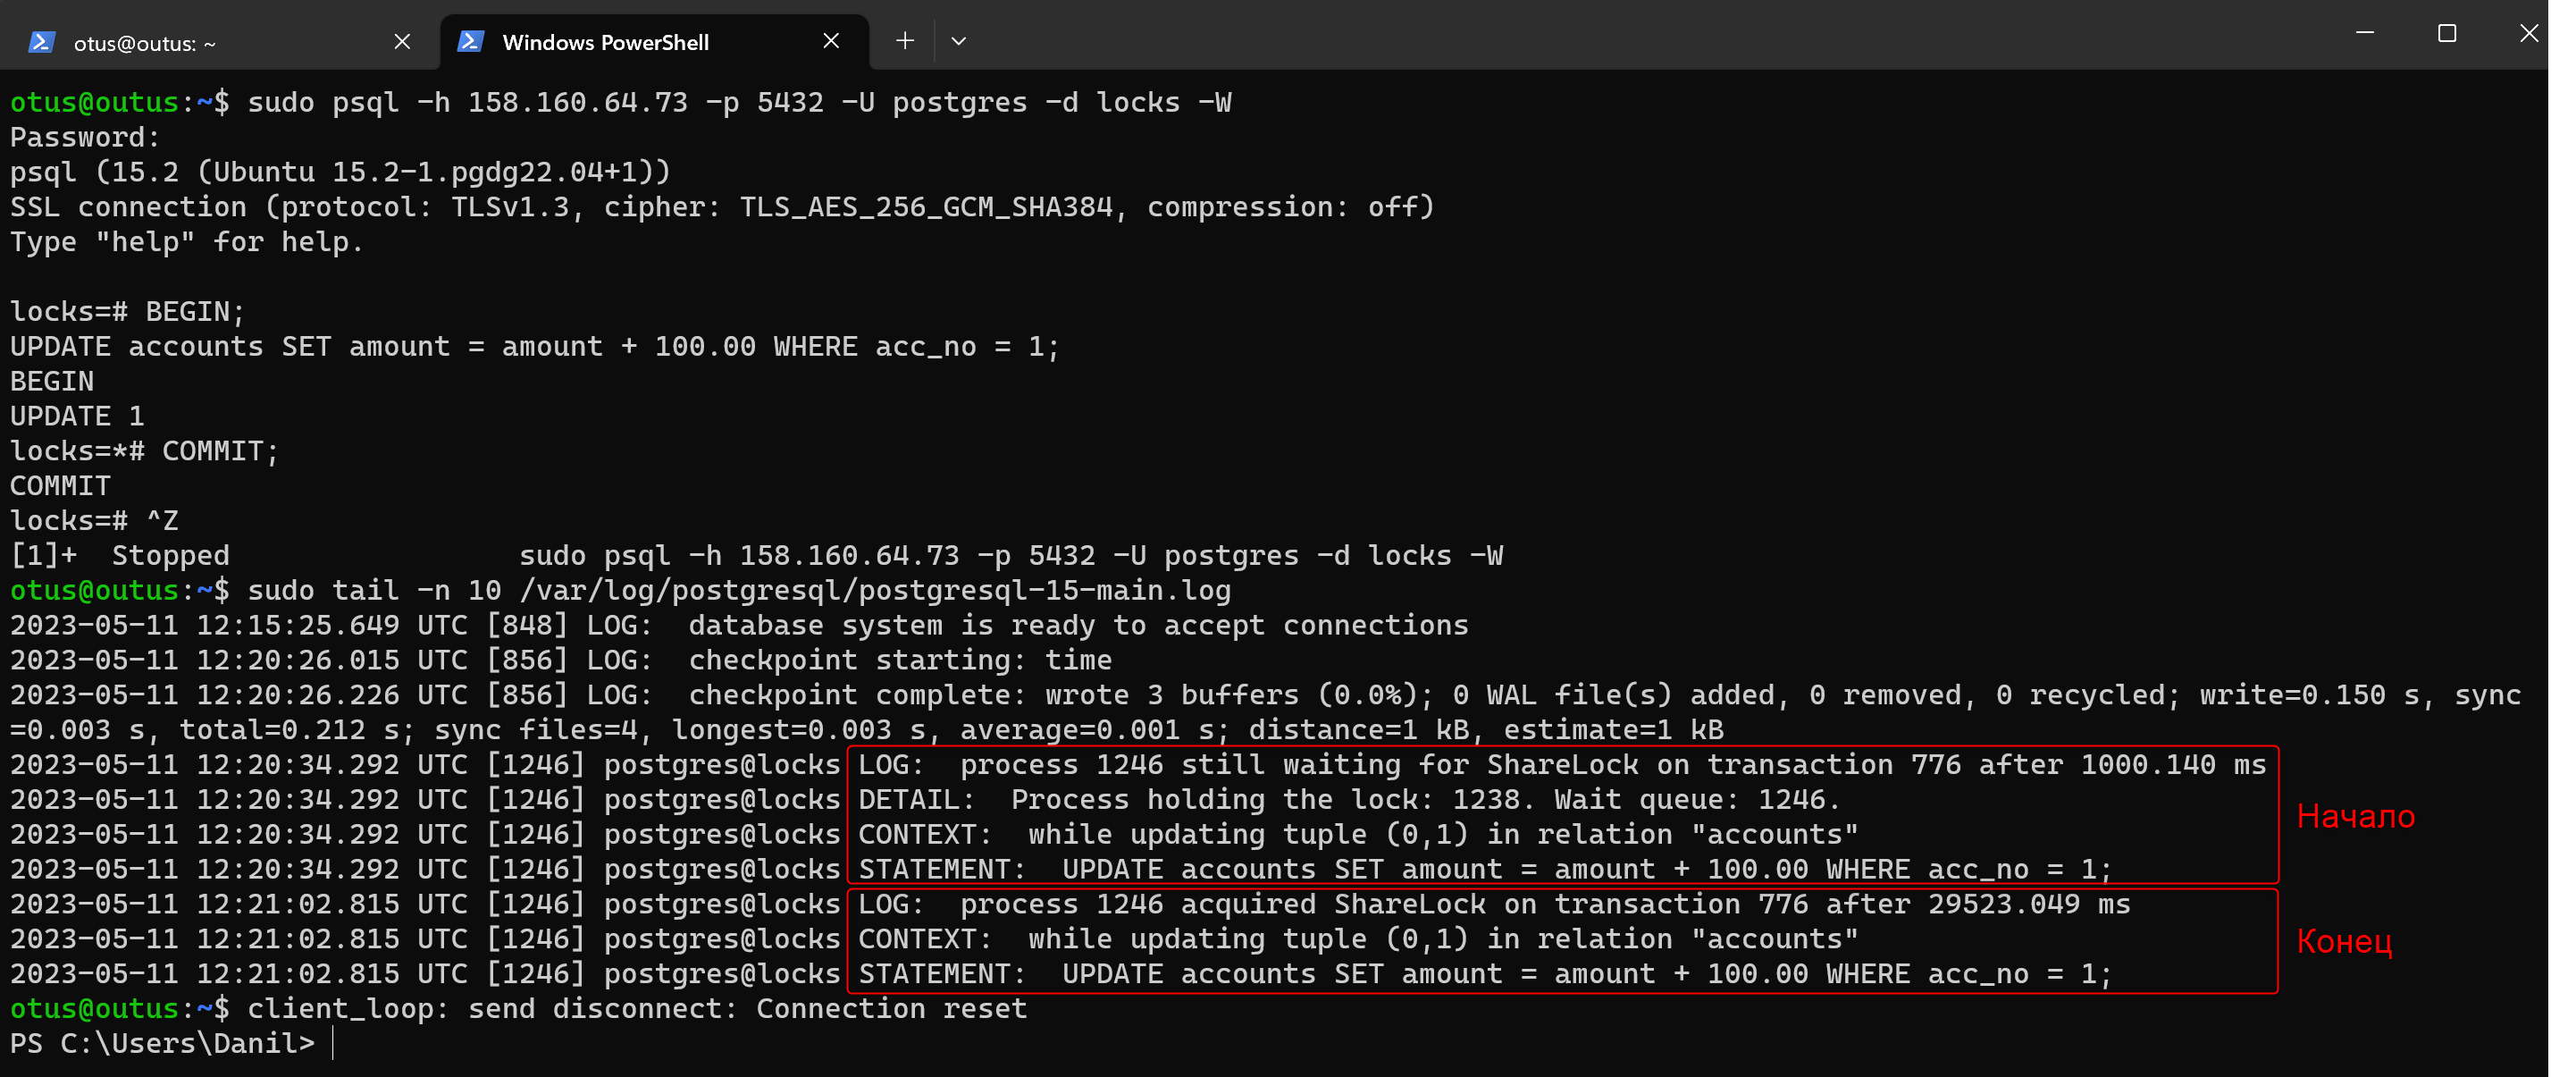 otus@outus: ~
Windows PowerShell
otus@outus:~$ sudo psql -h 158.160.64.73 -p 5432 -U postgres -d locks -W
Password:
psql (15.2 (Ubuntu 15.2-1.pgdg22.04+1))
SSL connection (protocol: TLSv1.3, cipher: TLS_AES_256_GCM_SHA384, compression: off)
Type "help" for help.
locks=# BEGIN;
UPDATE accounts SET amount = amount + 100.00 WHERE acc_no = 1;
BEGIN
UPDATE 1
locks=*# COMMIT;
COMMIT
locks=# ^Z
[1]+  Stopped                 sudo psql -h 158.160.64.73 -p 5432 -U postgres -d locks -W
otus@outus:~$ sudo tail -n 10 /var/log/postgresql/postgresql-15-main.log
2023-05-11 12:15:25.649 UTC [848] LOG:  database system is ready to accept connections
2023-05-11 12:20:26.015 UTC [856] LOG:  checkpoint starting: time
2023-05-11 12:20:26.226 UTC [856] LOG:  checkpoint complete: wrote 3 buffers (0.0%); 0 WAL file(s) added, 0 removed, 0 recycled; write=0.150 s, sync
=0.003 s, total=0.212 s; sync files=4, longest=0.003 s, average=0.001 s; distance=1 kB, estimate=1 kB
2023-05-11 12:20:34.292 UTC [1246] postgres@locks LOG:  process 1246 still waiting for ShareLock on transaction 776 after 1000.140 ms
2023-05-11 12:20:34.292 UTC [1246] postgres@locks DETAIL:  Process holding the lock: 1238. Wait queue: 1246.
Начало
2023-05-11 12:20:34.292 UTC [1246] postgres@locks CONTEXT:  while updating tuple (0,1) in relation "accounts"
2023-05-11 12:20:34.292 UTC [1246] postgres@locks STATEMENT:  UPDATE accounts SET amount = amount + 100.00 WHERE acc_no = 1;
2023-05-11 12:21:02.815 UTC [1246] postgres@locks LOG:  process 1246 acquired ShareLock on transaction 776 after 29523.049 ms
2023-05-11 12:21:02.815 UTC [1246] postgres@locks CONTEXT:  while updating tuple (0,1) in relation "accounts"
Конец
2023-05-11 12:21:02.815 UTC [1246] postgres@locks STATEMENT:  UPDATE accounts SET amount = amount + 100.00 WHERE acc_no = 1;
otus@outus:~$ client_loop: send disconnect: Connection reset
PS C:\Users\Danil>